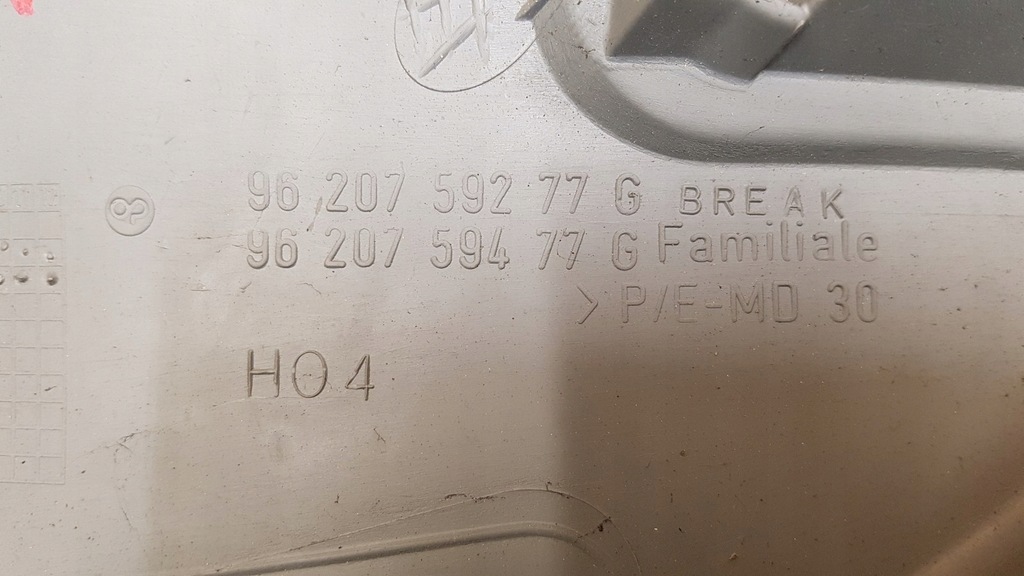 96 207 592 77 G BREAK
96 207 594 77 G Familiale
> P/E-MD 30
HO4